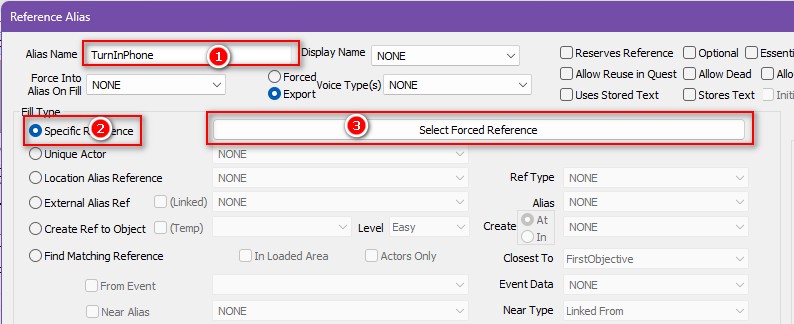 Reference Alias
Alias Name TurnInPhone 1 Display Name NONE Reserves Reference Optional Essenti
Force Into Alias On Fill NONE Forced Export Voice Type(s) NONE Allow Reuse in Quest Allow Dead Allo
Uses Stored Text Stores Text Initi
Fill Type
Specific Reference 2 Select Forced Reference 3
Unique Actor NONE
Location Alias Reference NONE Ref Type NONE
External Alias Ref (Linked) NONE Alias NONE
Create Ref to Object (Temp) Level Easy Create At In NONE
Find Matching Reference In Loaded Area Actors Only Closest To FirstObjective
From Event Event Data NONE
Near Alias NONE Near Type Linked From